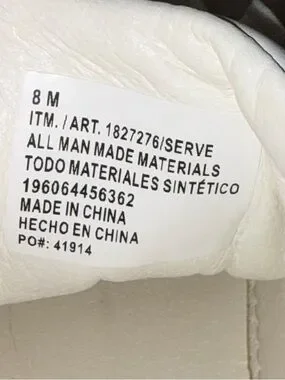 8 M
ITM. / ART. 1827276/SERVE
ALL MAN MADE MATERIALS
TODO MATERIALES SINTÉTICO
196064456362
MADE IN CHINA
HECHO EN CHINA
PO#: 41914